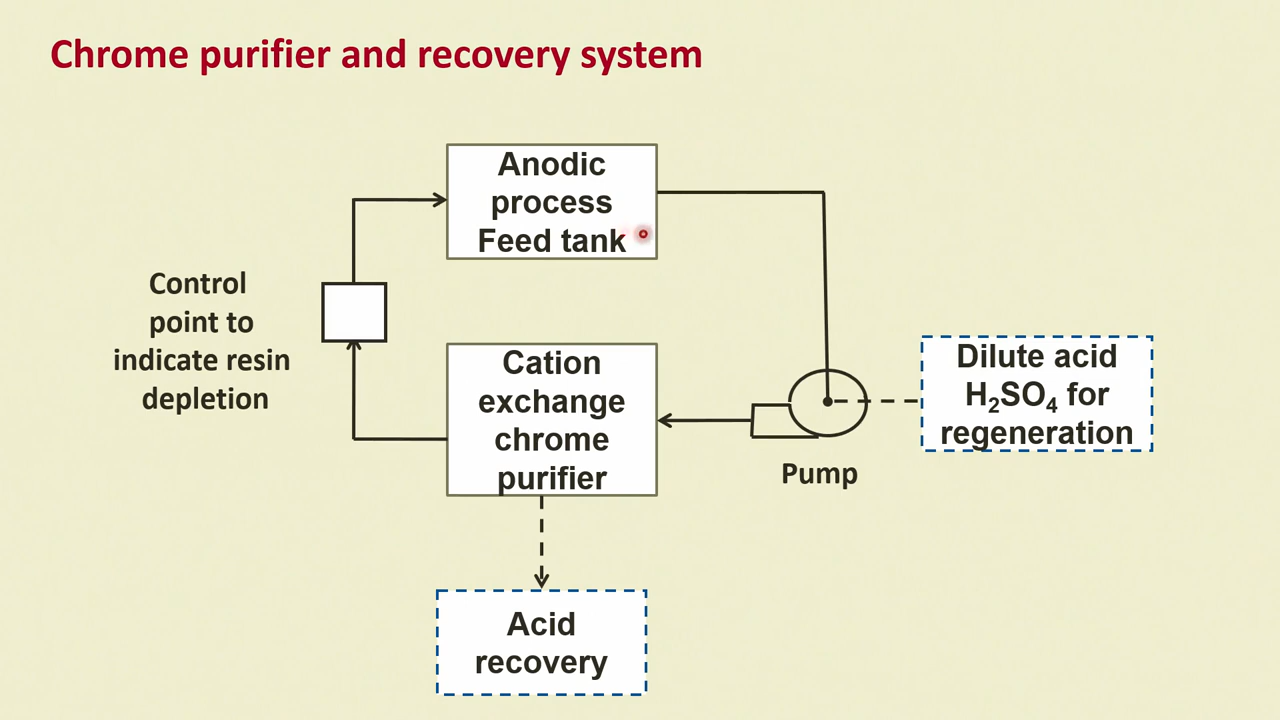 Chrome purifier and recovery system
Anodic
process
Feed tank
Control
point to
indicate resin
depletion
Cation
exchange
chrome
purifier
Dilute acid
H₂SO₄ for
regeneration
Pump
Acid
recovery